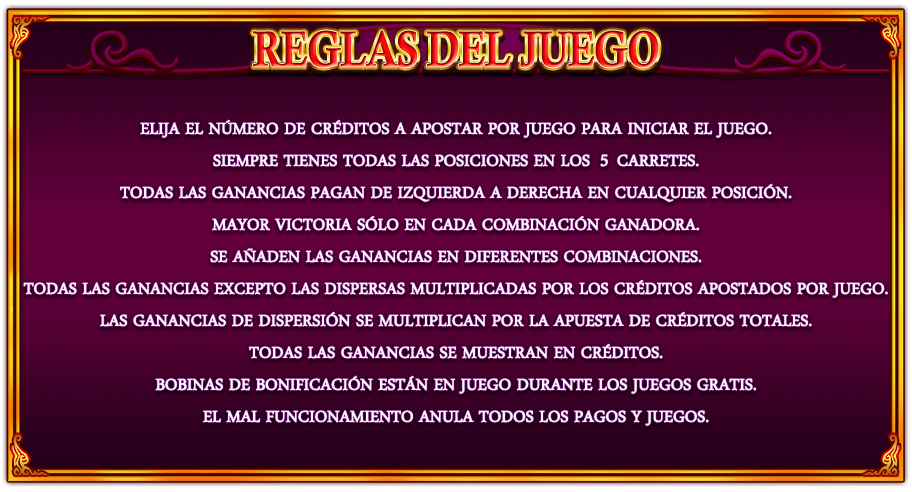 REGLAS DEL JUEGO
ELIJA EL NÚMERO DE CRÉDITOS A APOSTAR POR JUEGO PARA INICIAR EL JUEGO.
SIEMPRE TIENES TODAS LAS POSICIONES EN LOS 5 CARRETES.
TODAS LAS GANANCIAS PAGAN DE IZQUIERDA A DERECHA EN CUALQUIER POSICIÓN.
MAYOR VICTORIA SÓLO EN CADA COMBINACIÓN GANADORA.
SE AÑADEN LAS GANANCIAS EN DIFERENTES COMBINACIONES.
TODAS LAS GANANCIAS EXCEPTO LAS DISPERSAS MULTIPLICADAS POR LOS CRÉDITOS APOSTADOS POR JUEGO.
LAS GANANCIAS DE DISPERSIÓN SE MULTIPLICAN POR LA APUESTA DE CRÉDITOS TOTALES.
TODAS LAS GANANCIAS SE MUESTRAN EN CRÉDITOS.
BOBINAS DE BONIFICACIÓN ESTÁN EN JUEGO DURANTE LOS JUEGOS GRATIS.
EL MAL FUNCIONAMIENTO ANULA TODOS LOS PAGOS Y JUEGOS.